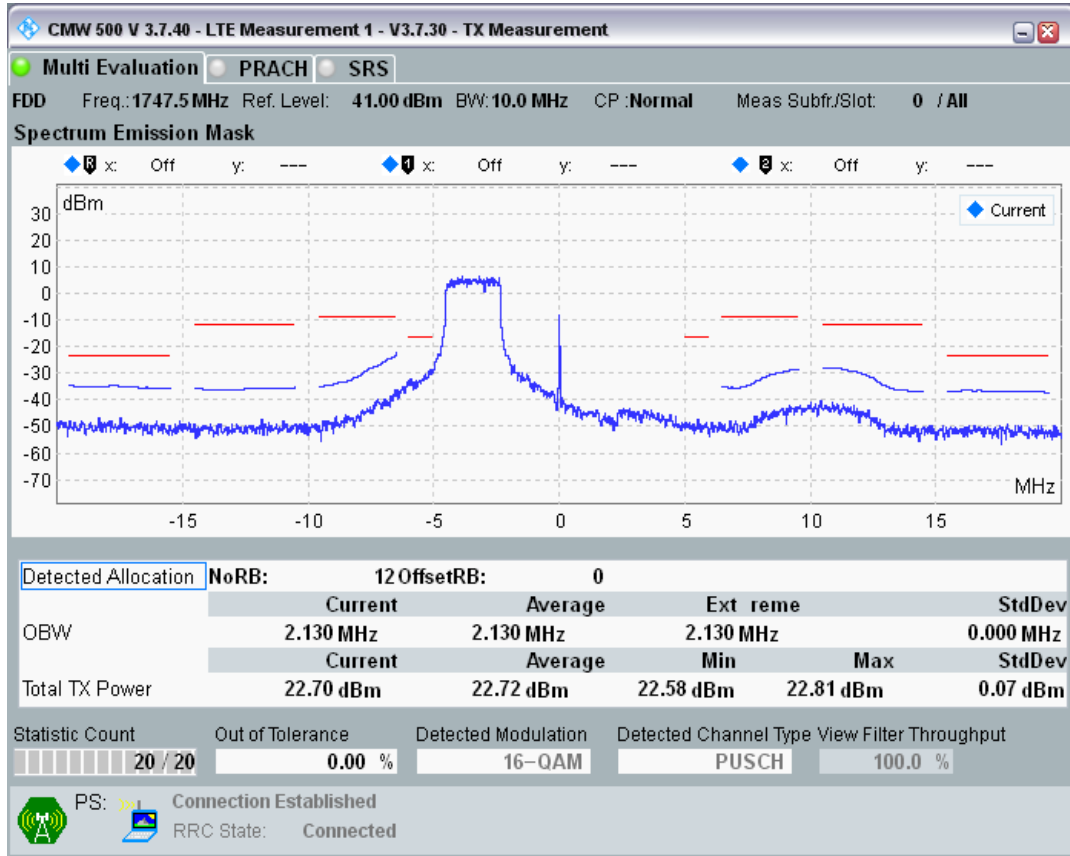 CMW 500 V 3.7.40 - LTE Measurement 1 - V3.7.30 - TX Measurement
Multi Evaluation PRACH SRS
FDD Freq.: 1747.5 MHz Ref. Level: 41.00 dBm BW: 10.0 MHz CP : Normal Meas Subfr./Slot: 0 / All
Spectrum Emission Mask
R x: Off y: --- 1 x: Off y: --- 2 x: Off y: ---
dBm
Current
30
20
10
0
-10
-20
-30
-40
-50
-60
-70
MHz
-15 -10 -5 0 5 10 15
Detected Allocation NoRB: 12 OffsetRB: 0
Current Average Ext reme StdDev
OBW 2.130 MHz 2.130 MHz 2.130 MHz 0.000 MHz
Current Average Min Max StdDev
Total TX Power 22.70 dBm 22.72 dBm 22.58 dBm 22.81 dBm 0.07 dBm
Statistic Count Out of Tolerance Detected Modulation Detected Channel Type View Filter Throughput
20 / 20 0.00 % 16-QAM PUSCH 100.0 %
PS: Connection Established
RRC State: Connected